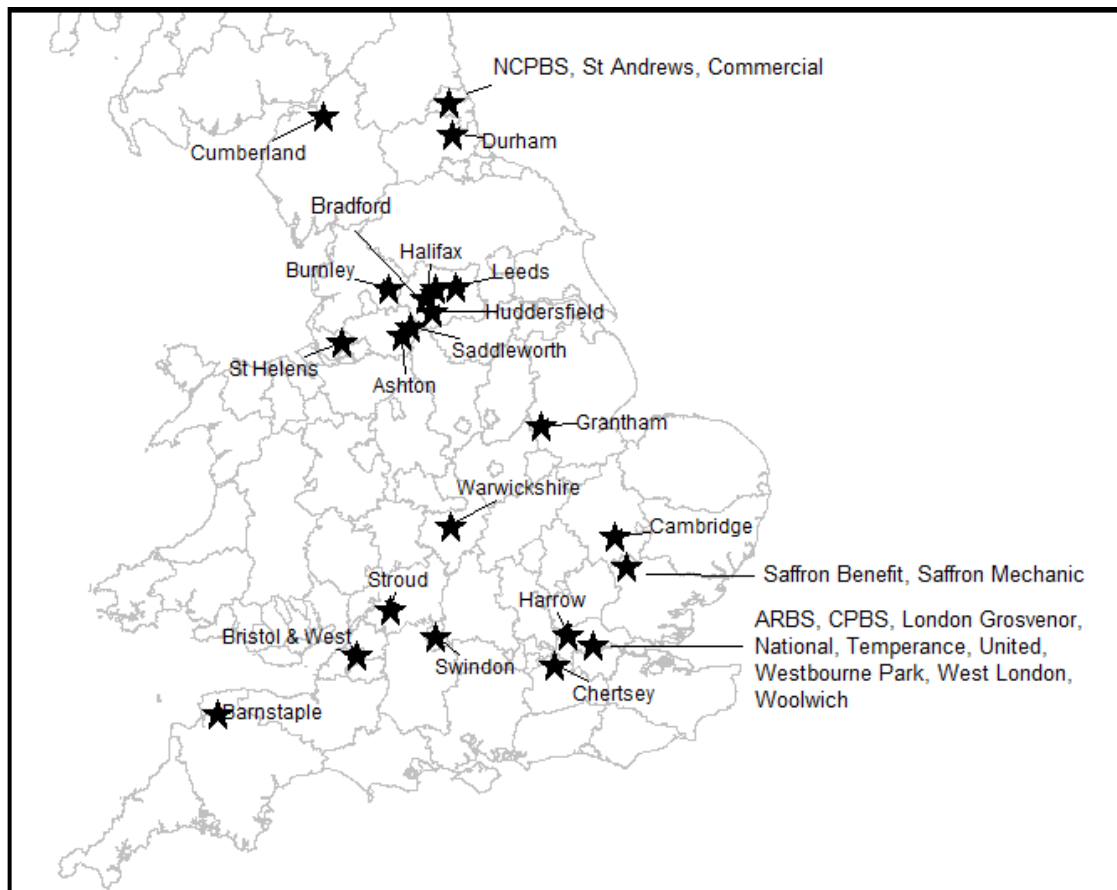 NCPBS, St Andrews, Commercial
Durham
Cumberland
Bradford
Halifax
Burnley
Leeds
Huddersfield
Saddleworth
St Helens
Ashton
Grantham
Warwickshire
Cambridge
Saffron Benefit, Saffron Mechanic
Stroud
Harrow
ARBS, CPBS, London Grosvenor,
National, Temperance, United,
Westbourne Park, West London,
Woolwich
Bristol & West
Swindon
Chertsey
Barnstaple